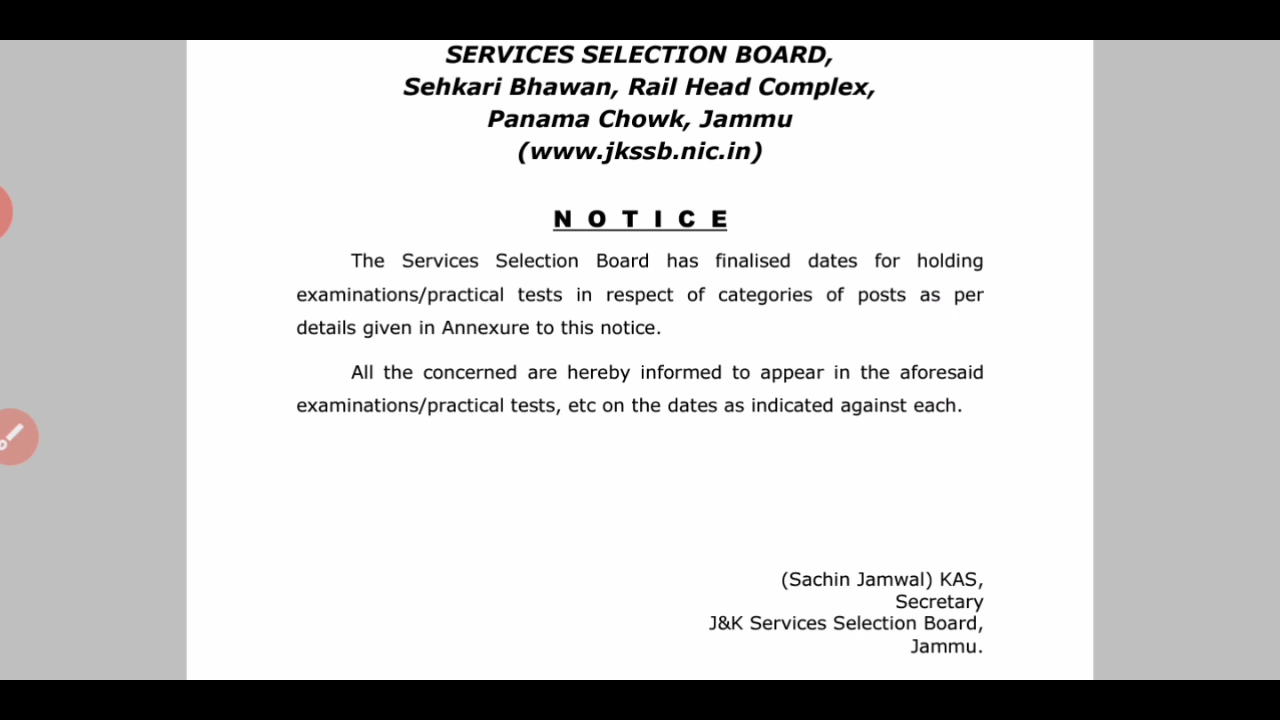 SERVICES SELECTION BOARD,
Sehkari Bhawan, Rail Head Complex,
Panama Chowk, Jammu
(www.jkssb.nic.in)
N O T I C E
The Services Selection Board has finalised dates for holding
examinations/practical tests in respect of categories of posts as per
details given in Annexure to this notice.
All the concerned are hereby informed to appear in the aforesaid
examinations/practical tests, etc on the dates as indicated against each.
(Sachin Jamwal) KAS,
Secretary
J&K Services Selection Board,
Jammu.